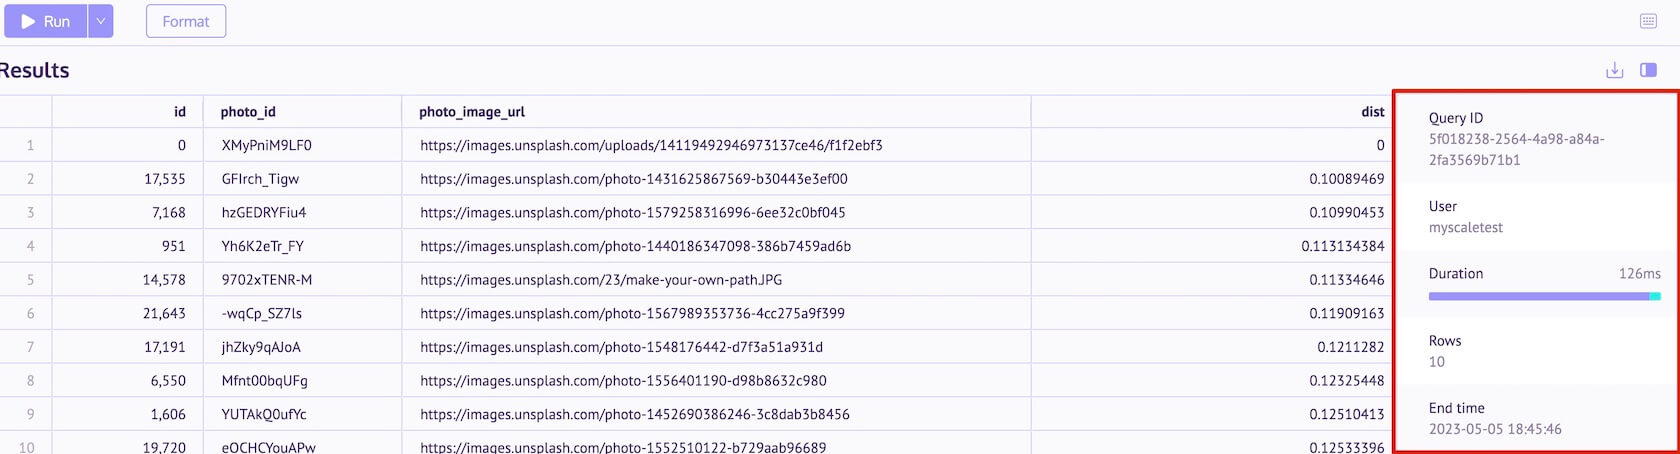 Run
Format
Results
id photo_id photo_image_url dist
1 0 XMyPniM9LF0 https://images.unsplash.com/uploads/14119492946973137ce46/f1f2ebf3 0
2 17,535 GFIrch_Tigw https://images.unsplash.com/photo-1431625867569-b30443e3ef00 0.10089469
3 7,168 hzGEDRYFiu4 https://images.unsplash.com/photo-1579258316996-6ee32c0bf045 0.10990453
4 951 Yh6K2eTr_FY https://images.unsplash.com/photo-1440186347098-386b7459ad6b 0.113134384
5 14,578 9702xTENR-M https://images.unsplash.com/23/make-your-own-path.JPG 0.11334646
6 21,643 -wqCp_SZ7ls https://images.unsplash.com/photo-1567989353736-4cc275a9f399 0.11909163
7 17,191 jhZky9qAJoA https://images.unsplash.com/photo-1548176442-d7f3a51a931d 0.1211282
8 6,550 Mfnt00bqUFg https://images.unsplash.com/photo-1556401190-d98b8632c980 0.12325448
9 1,606 YUTAkQ0ufYc https://images.unsplash.com/photo-1452690386246-3c8dab3b8456 0.12510413
10 19,720 eOCHCYouAPw https://images.unsplash.com/photo-1552510122-b729aab96689 0.12533396
Query ID
5f018238-2564-4a98-a84a-
2fa3569b71b1
User
myscaletest
Duration 126ms
Rows
10
End time
2023-05-05 18:45:46